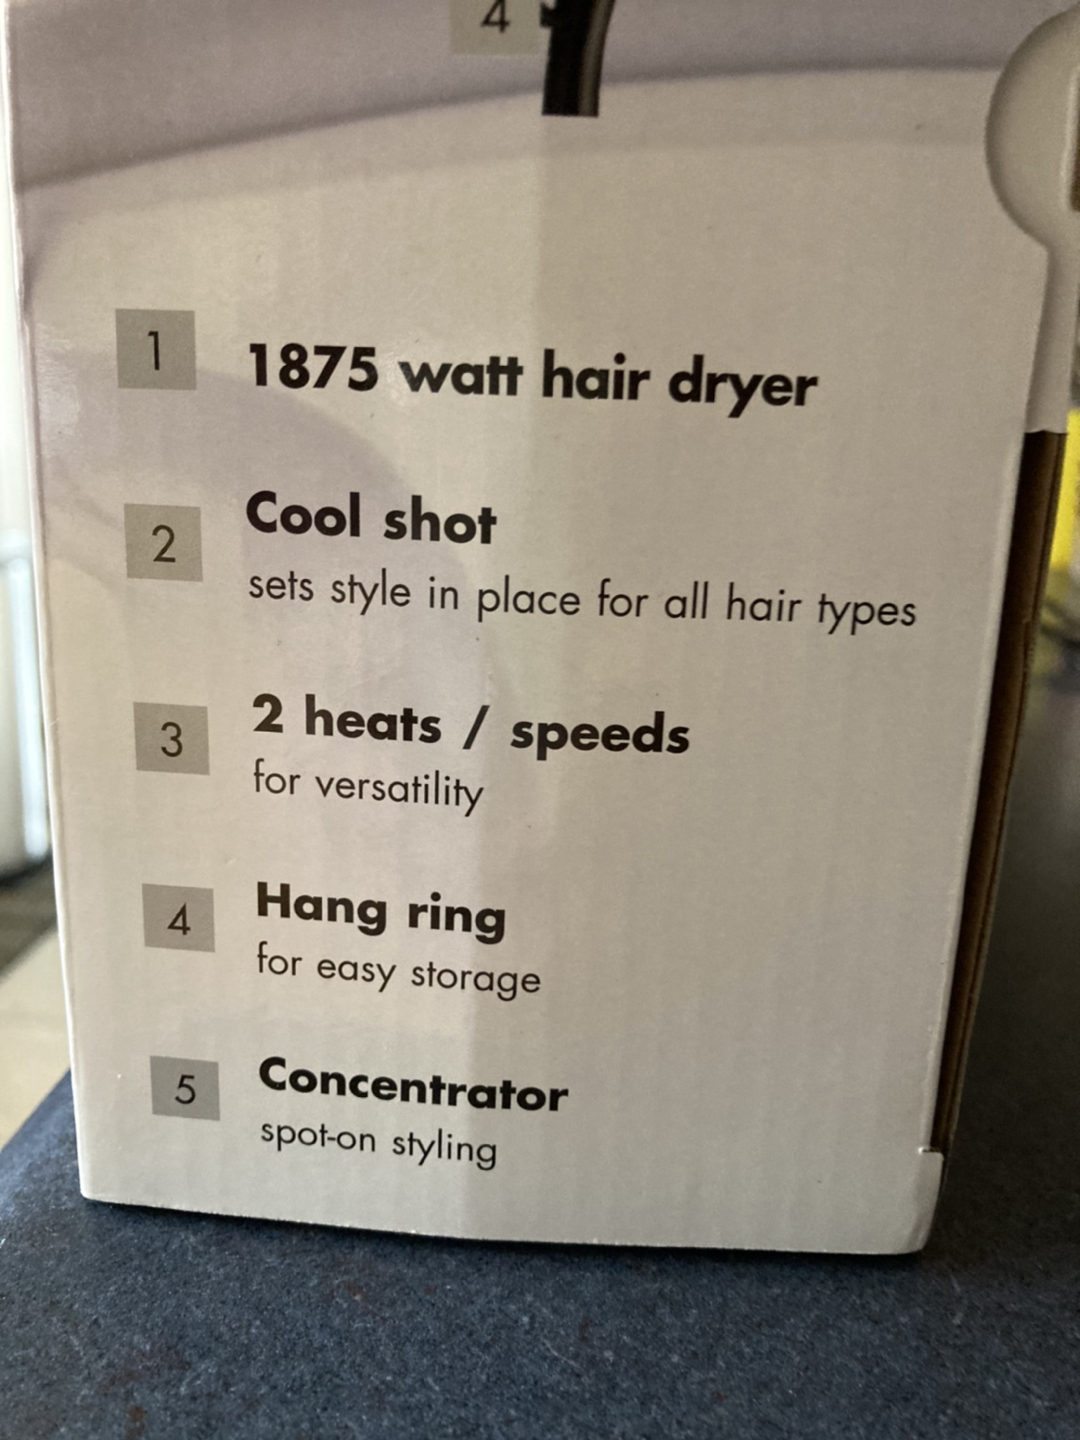 4
1 1875 watt hair dryer
2 Cool shot
sets style in place for all hair types
3 2 heats / speeds
for versatility
4 Hang ring
for easy storage
5 Concentrator
spot-on styling